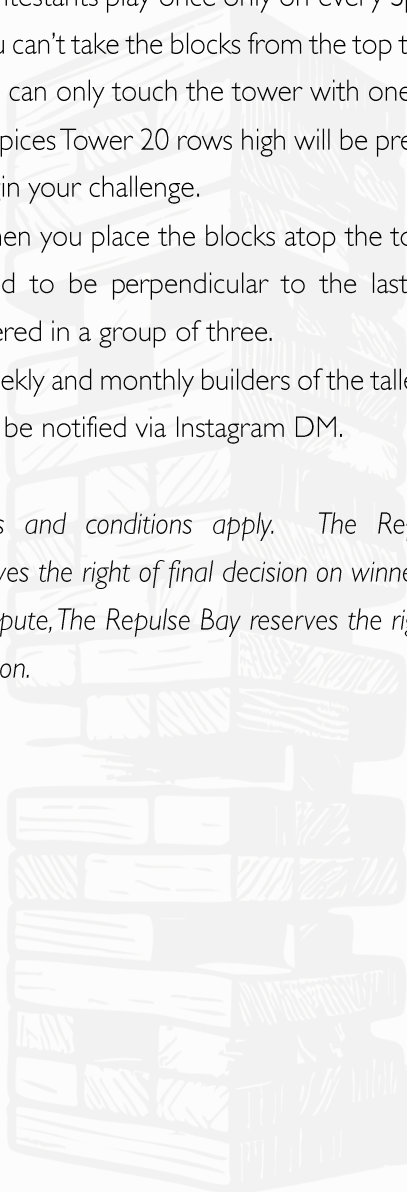 ntestants play once only on every Sp
u can't take the blocks from the top t
can only touch the tower with one
pices Tower 20 rows high will be pre
in your challenge.
hen you place the blocks atop the to
d to be perpendicular to the last
ered in a group of three.
ekly and monthly builders of the talle
be notified via Instagram DM.
s and conditions apply. The Re
ves the right of final decision on winne
pute, The Repulse Bay reserves the rig
on.